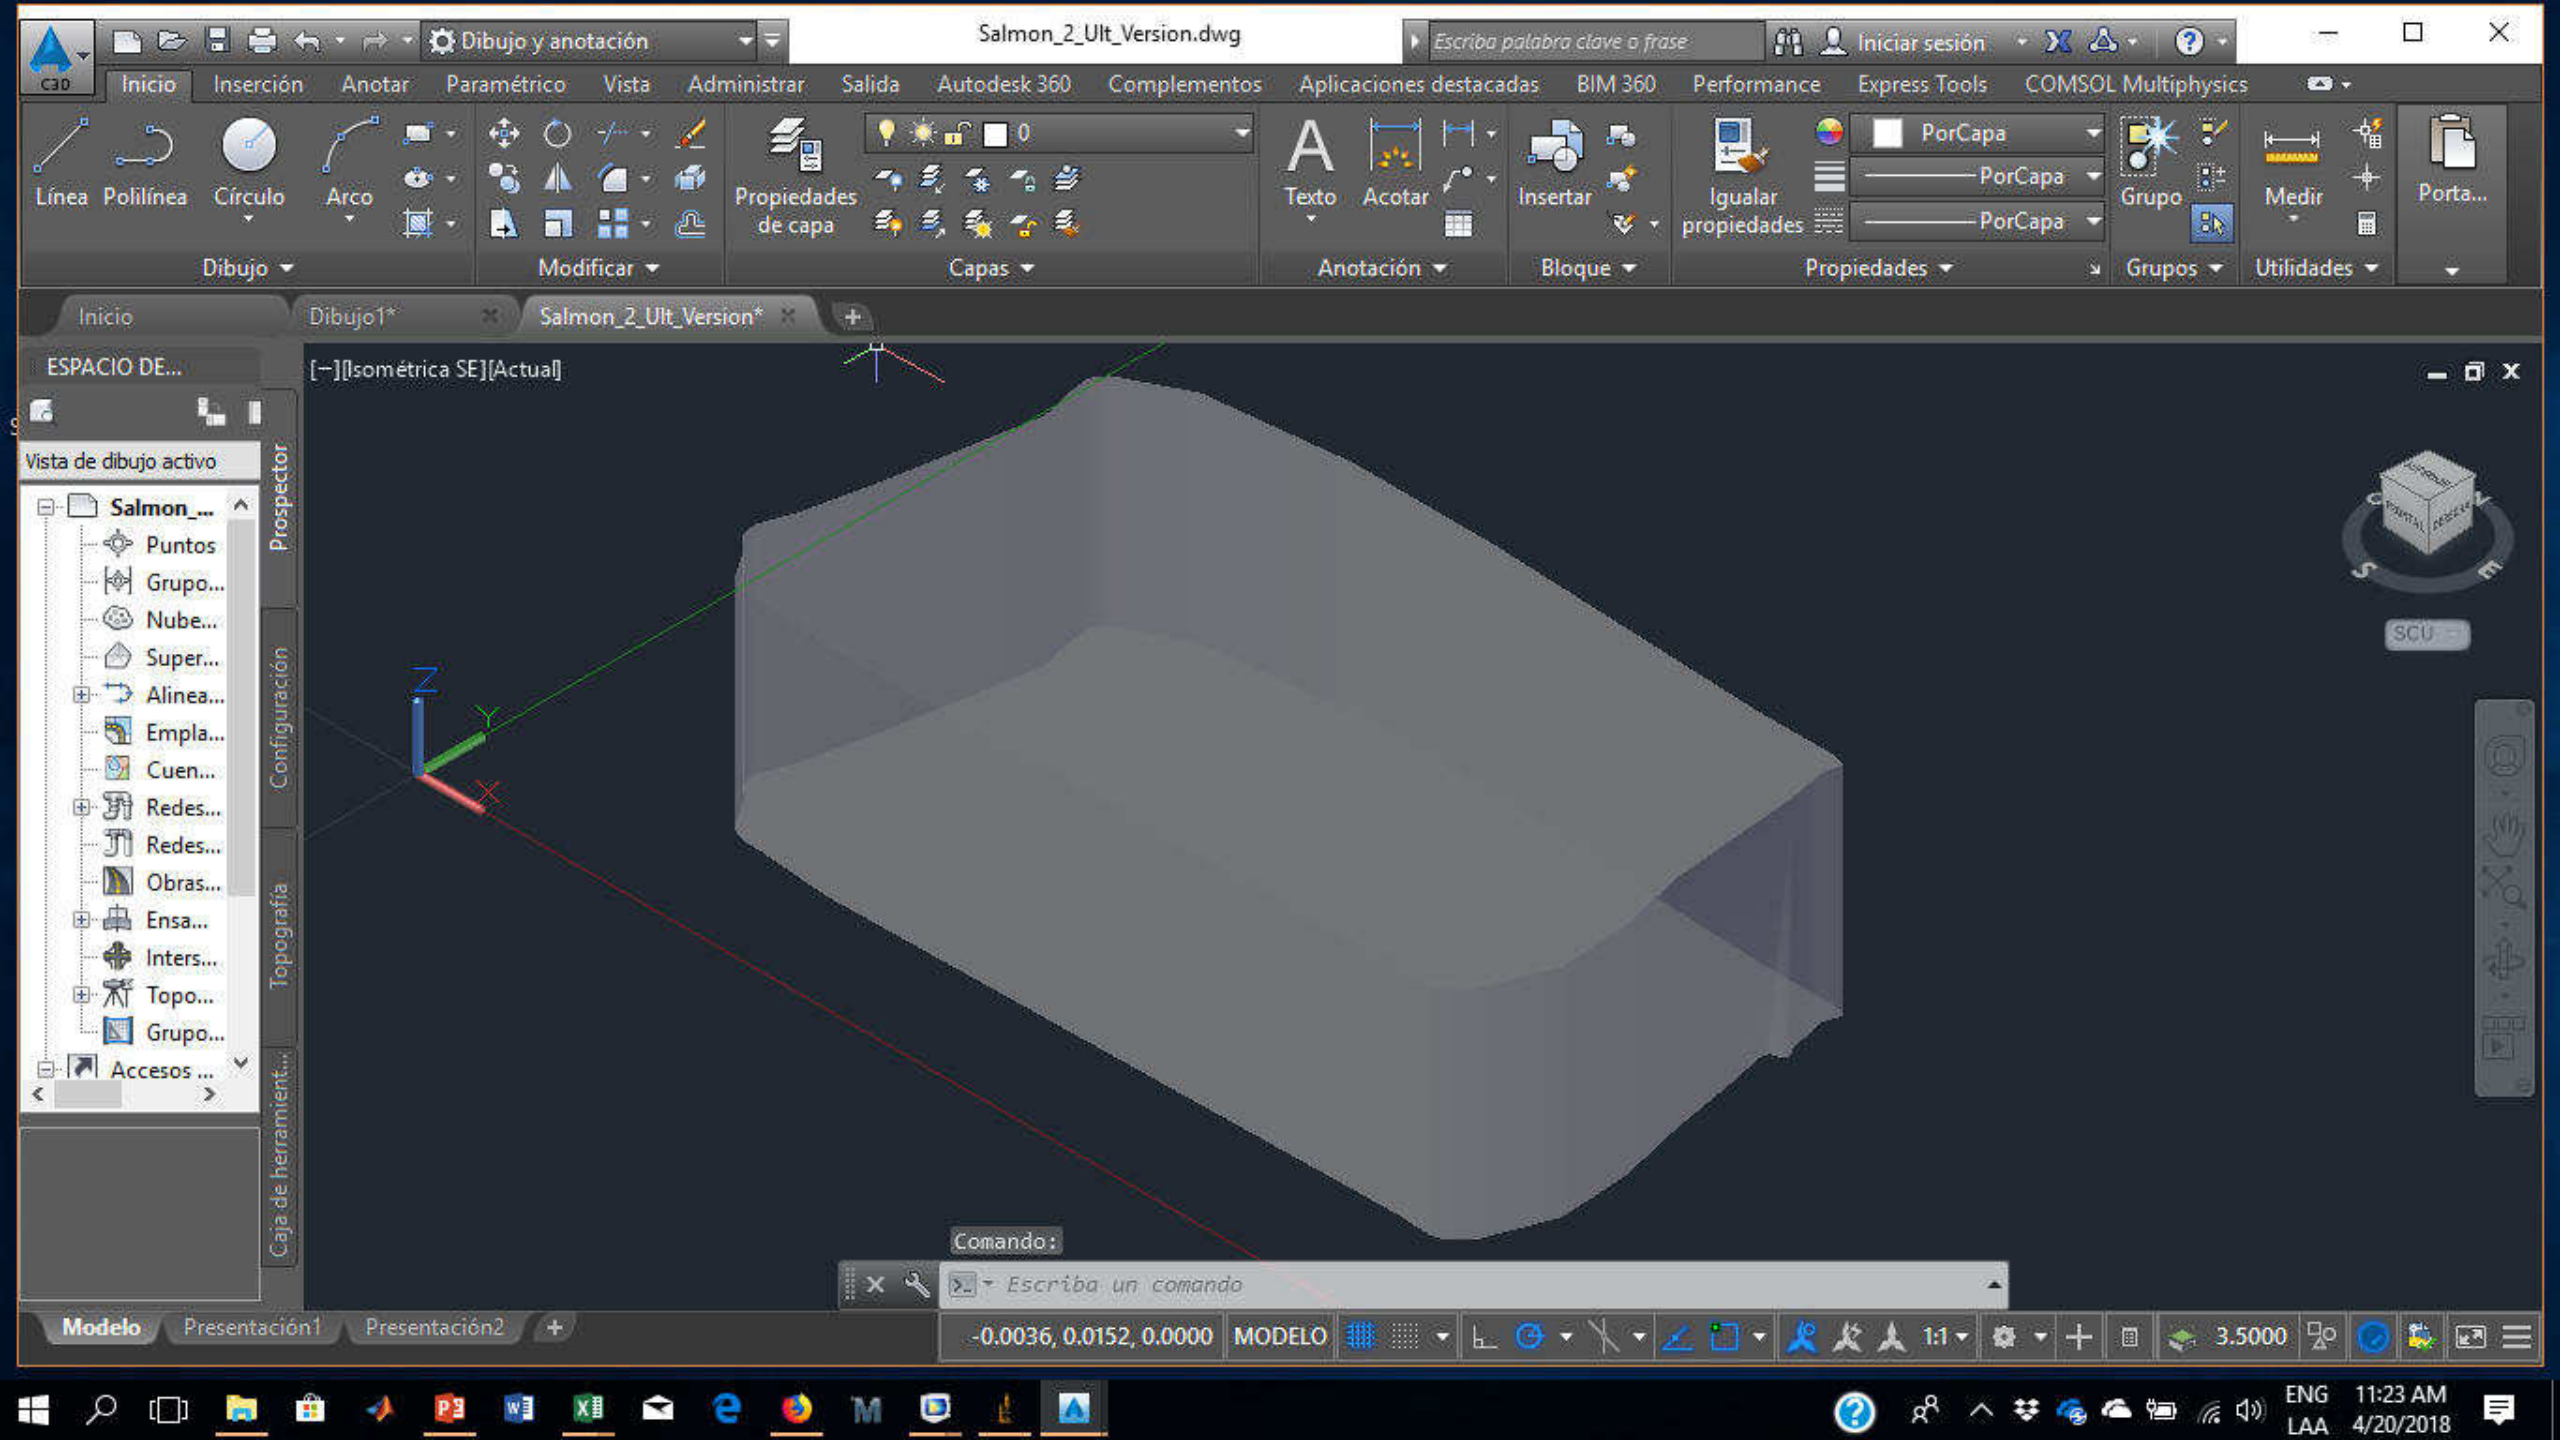 Salmon_2_Ult_Version.dwg
C3D
Dibujo y anotación
Escriba palabra clave o frase
Iniciar sesión
Inicio Inserción Anotar Paramétrico Vista Administrar Salida Autodesk 360 Complementos Aplicaciones destacadas BIM 360 Performance Express Tools COMSOL Multiphysics
0
PorCapa
PorCapa
PorCapa
Línea Polilínea Círculo Arco
Propiedades de capa
Texto Acotar Insertar
Igualar propiedades
Grupo Medir Porta...
Dibujo Modificar Capas Anotación Bloque Propiedades Grupos Utilidades
Inicio Dibujo1* Salmon_2_Ult_Version*
ESPACIO DE...
[−][Isométrica SE][Actual]
Vista de dibujo activo
Salmon_...
Puntos
Grupo...
Nube...
Super...
Alinea...
Empla...
Cuen...
Redes...
Redes...
Obras...
Ensa...
Inters...
Topo...
Grupo...
Accesos ...
Prospector
Configuración
Topografía
Caja de herramient...
Z
Y
X
S
E
SCU
Comando:
Escriba un comando
Modelo Presentación1 Presentación2
-0.0036, 0.0152, 0.0000 MODELO 1:1 3.5000
ENG
LAA
11:23 AM
4/20/2018